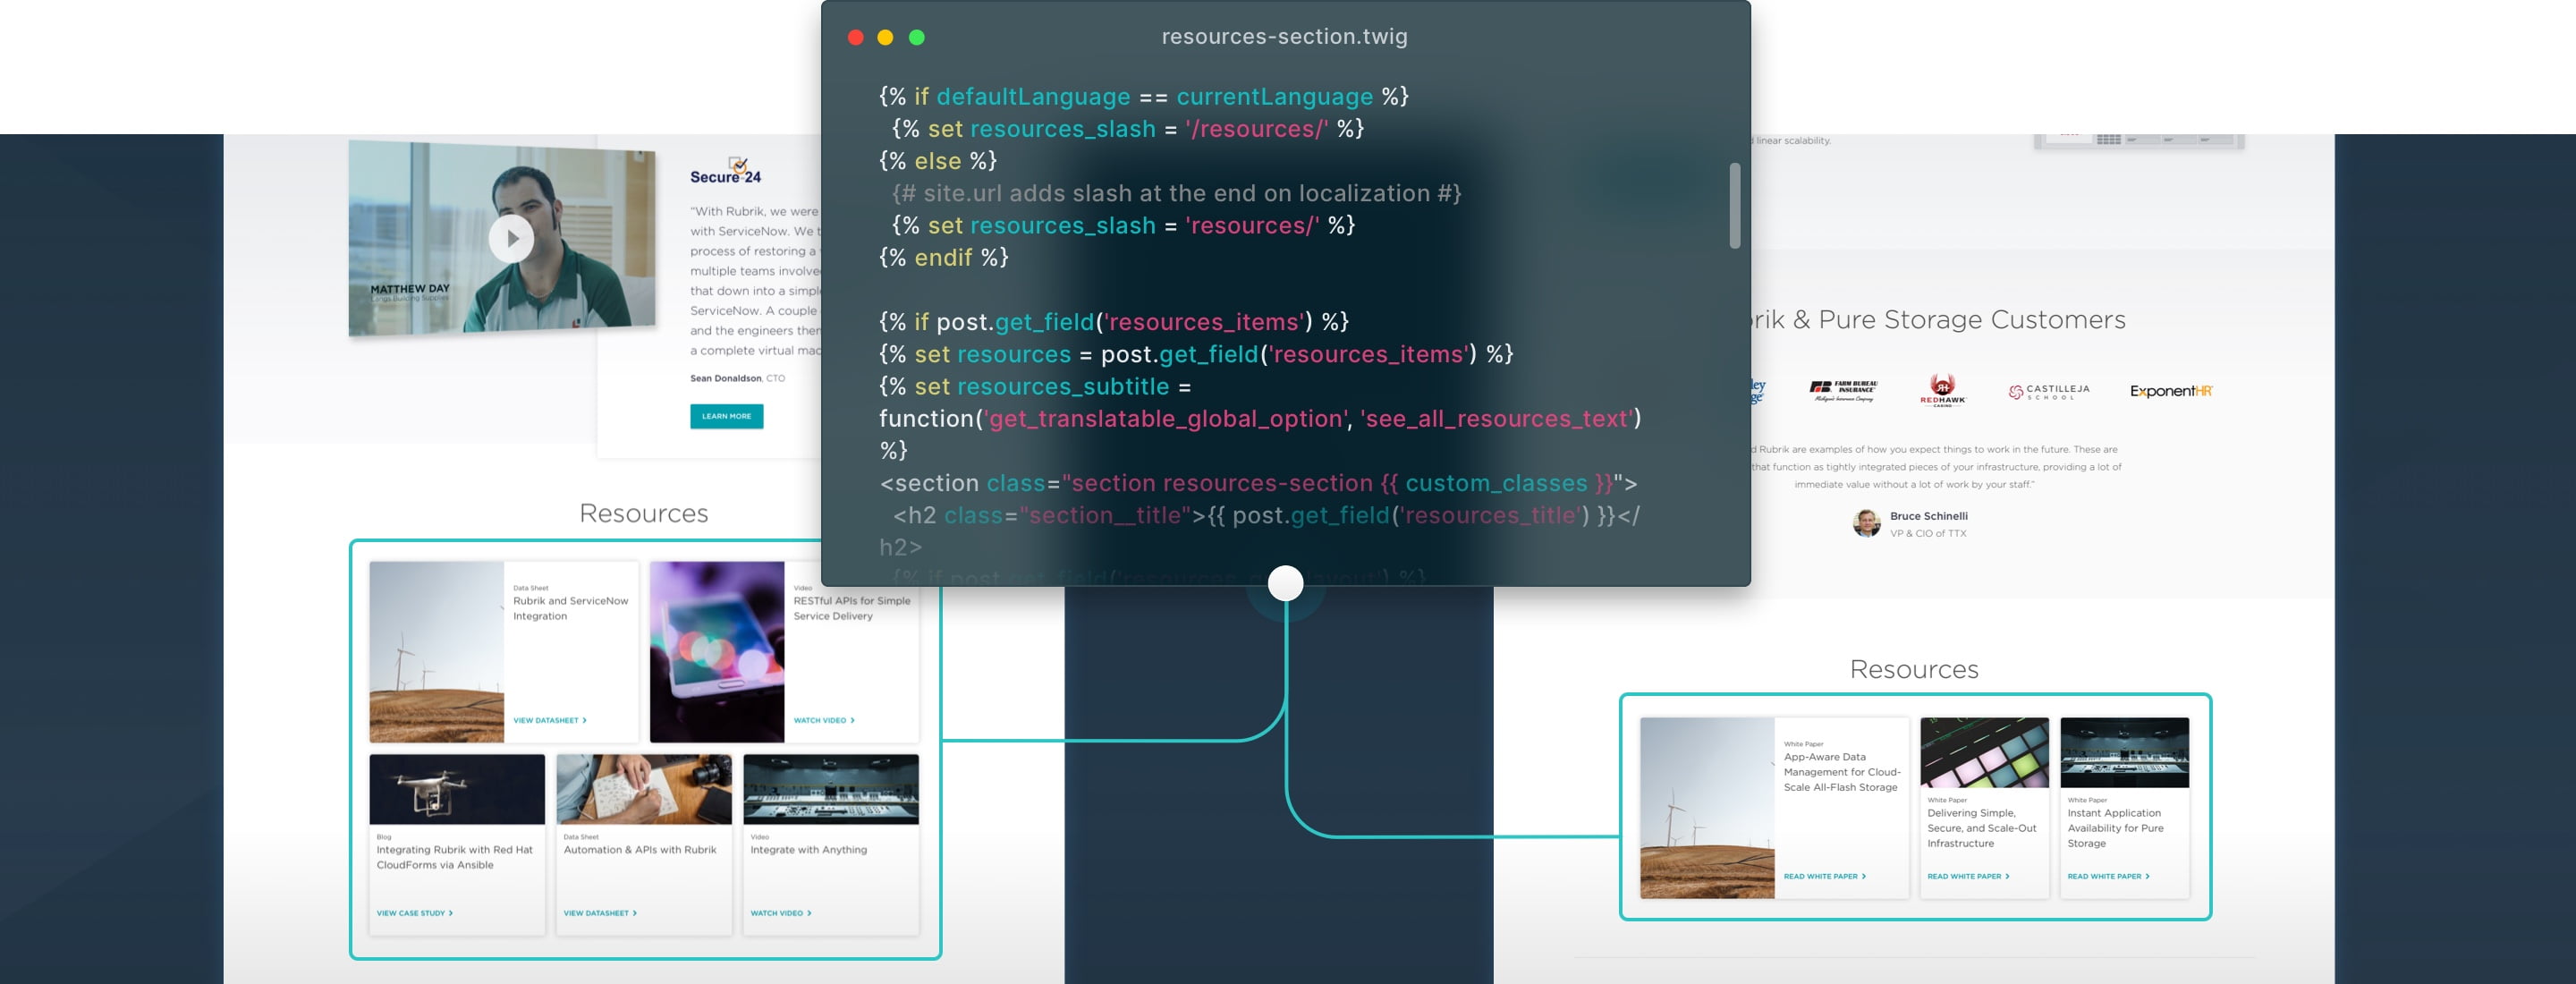 resources-section.twig
{% if defaultLanguage == currentLanguage %}
{% set resources_slash = '/resources/' %}
{% else %}
{# site.url adds slash at the end on localization #}
{% set resources_slash = 'resources/' %}
{% endif %}
{% if post.get_field('resources_items') %}
{% set resources = post.get_field('resources_items') %}
{% set resources_subtitle =
function('get_translatable_global_option', 'see_all_resources_text')
%}
<section class="section resources-section {{ custom_classes }}">
<h2 class="section__title">{{ post.get_field('resources_title') }}</
h2>
{% if post.get_field('resources_
MATTHEW DAY
Langs Building Supplies
Secure-24
“With Rubrik, we were
with ServiceNow. We
process of restoring a
multiple teams
that down into a
ServiceNow. A couple
and the engineers
a complete virtual
Sean Donaldson, CTO
LEARN MORE
Resources
Data Sheet
Rubrik and ServiceNow
Integration
VIEW DATASHEET
Video
RESTful APIs for Simple
Service Delivery
WATCH VIDEO
Blog
Integrating Rubrik with Red Hat
CloudForms via Ansible
VIEW CASE STUDY
Data Sheet
Automation & APIs with Rubrik
VIEW DATASHEET
Video
Integrate with Anything
WATCH VIDEO
linear scalability.
& Pure Storage Customers
FARM BUREAU
INSURANCE
Michigan's Insurance Company
REDHAWK
CASINO
CASTILLEJA
SCHOOL
ExponentHR
Rubrik are examples of how you expect things to work in the future. These are
that function as tightly integrated pieces of your infrastructure, providing a lot of
immediate value without a lot of work by your staff.”
Bruce Schinelli
VP & CIO of TTX
Resources
White Paper
App-Aware Data
Management for Cloud-
Scale All-Flash Storage
READ WHITE PAPER
White Paper
Delivering Simple,
Secure, and Scale-Out
Infrastructure
READ WHITE PAPER
White Paper
Instant Application
Availability for Pure
Storage
READ WHITE PAPER